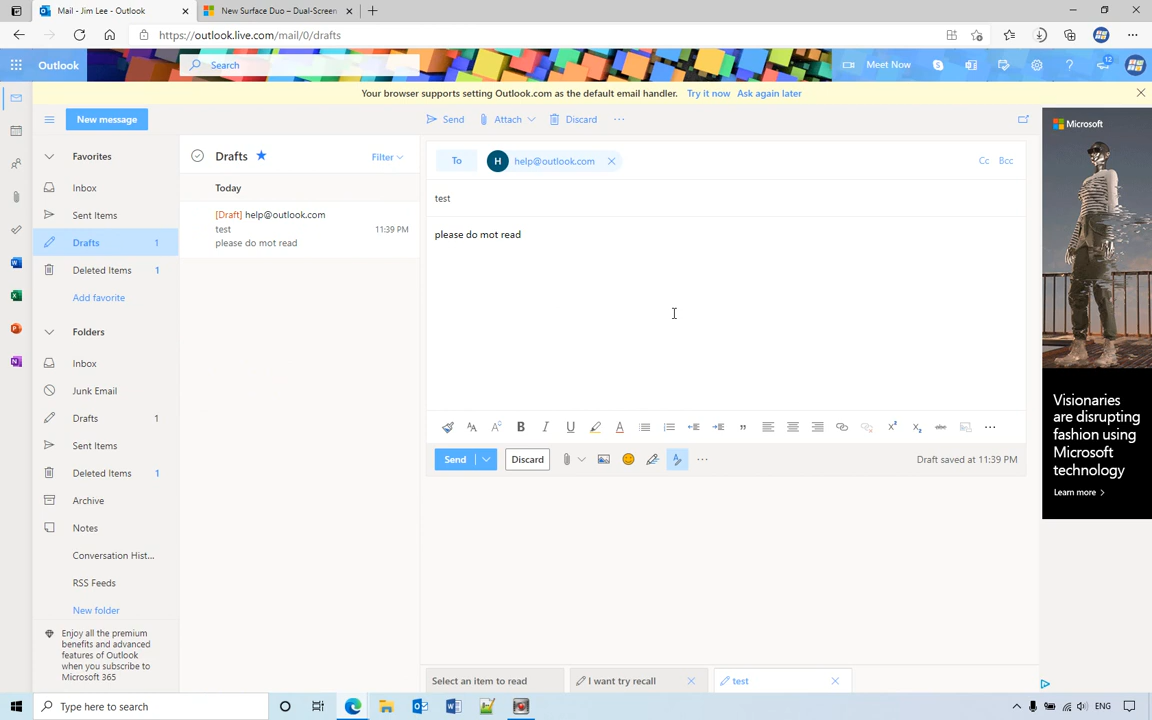 Mail - Jim Lee - Outlook
New Surface Duo – Dual-Screen
https://outlook.live.com/mail/0/drafts
Outlook
Search
Meet Now
12
Your browser supports setting Outlook.com as the default email handler. Try it now Ask again later
New message
Send
Attach
Discard
Favorites
Inbox
Sent Items
Drafts 1
Deleted Items 1
Add favorite
Folders
Inbox
Junk Email
Drafts 1
Sent Items
Deleted Items 1
Archive
Notes
Conversation Hist...
RSS Feeds
New folder
Enjoy all the premium
benefits and advanced
features of Outlook
when you subscribe to
Microsoft 365
Drafts
Filter
Today
[Draft] help@outlook.com
test 11:39 PM
please do mot read
To
H
help@outlook.com
Cc
Bcc
test
please do mot read
Send
Discard
Draft saved at 11:39 PM
Select an item to read
I want try recall
test
Microsoft
Visionaries
are disrupting
fashion using
Microsoft
technology
Learn more >
Type here to search
ENG